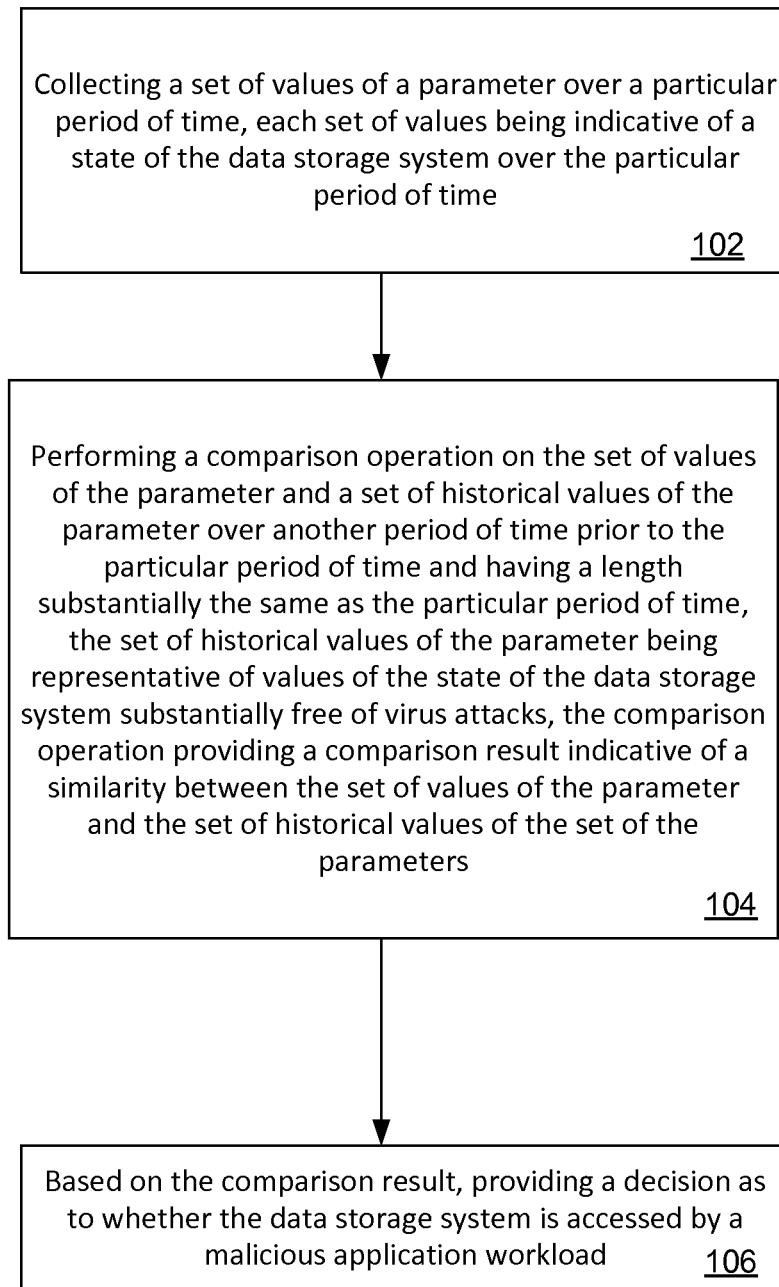 Collecting a set of values of a parameter over a particular
period of time, each set of values being indicative of a
state of the data storage system over the particular
period of time
102
Performing a comparison operation on the set of values
of the parameter and a set of historical values of the
parameter over another period of time prior to the
particular period of time and having a length
substantially the same as the particular period of time,
the set of historical values of the parameter being
representative of values of the state of the data storage
system substantially free of virus attacks, the comparison
operation providing a comparison result indicative of a
similarity between the set of values of the parameter
and the set of historical values of the set of the
parameters
104
Based on the comparison result, providing a decision as
to whether the data storage system is accessed by a
malicious application workload
106